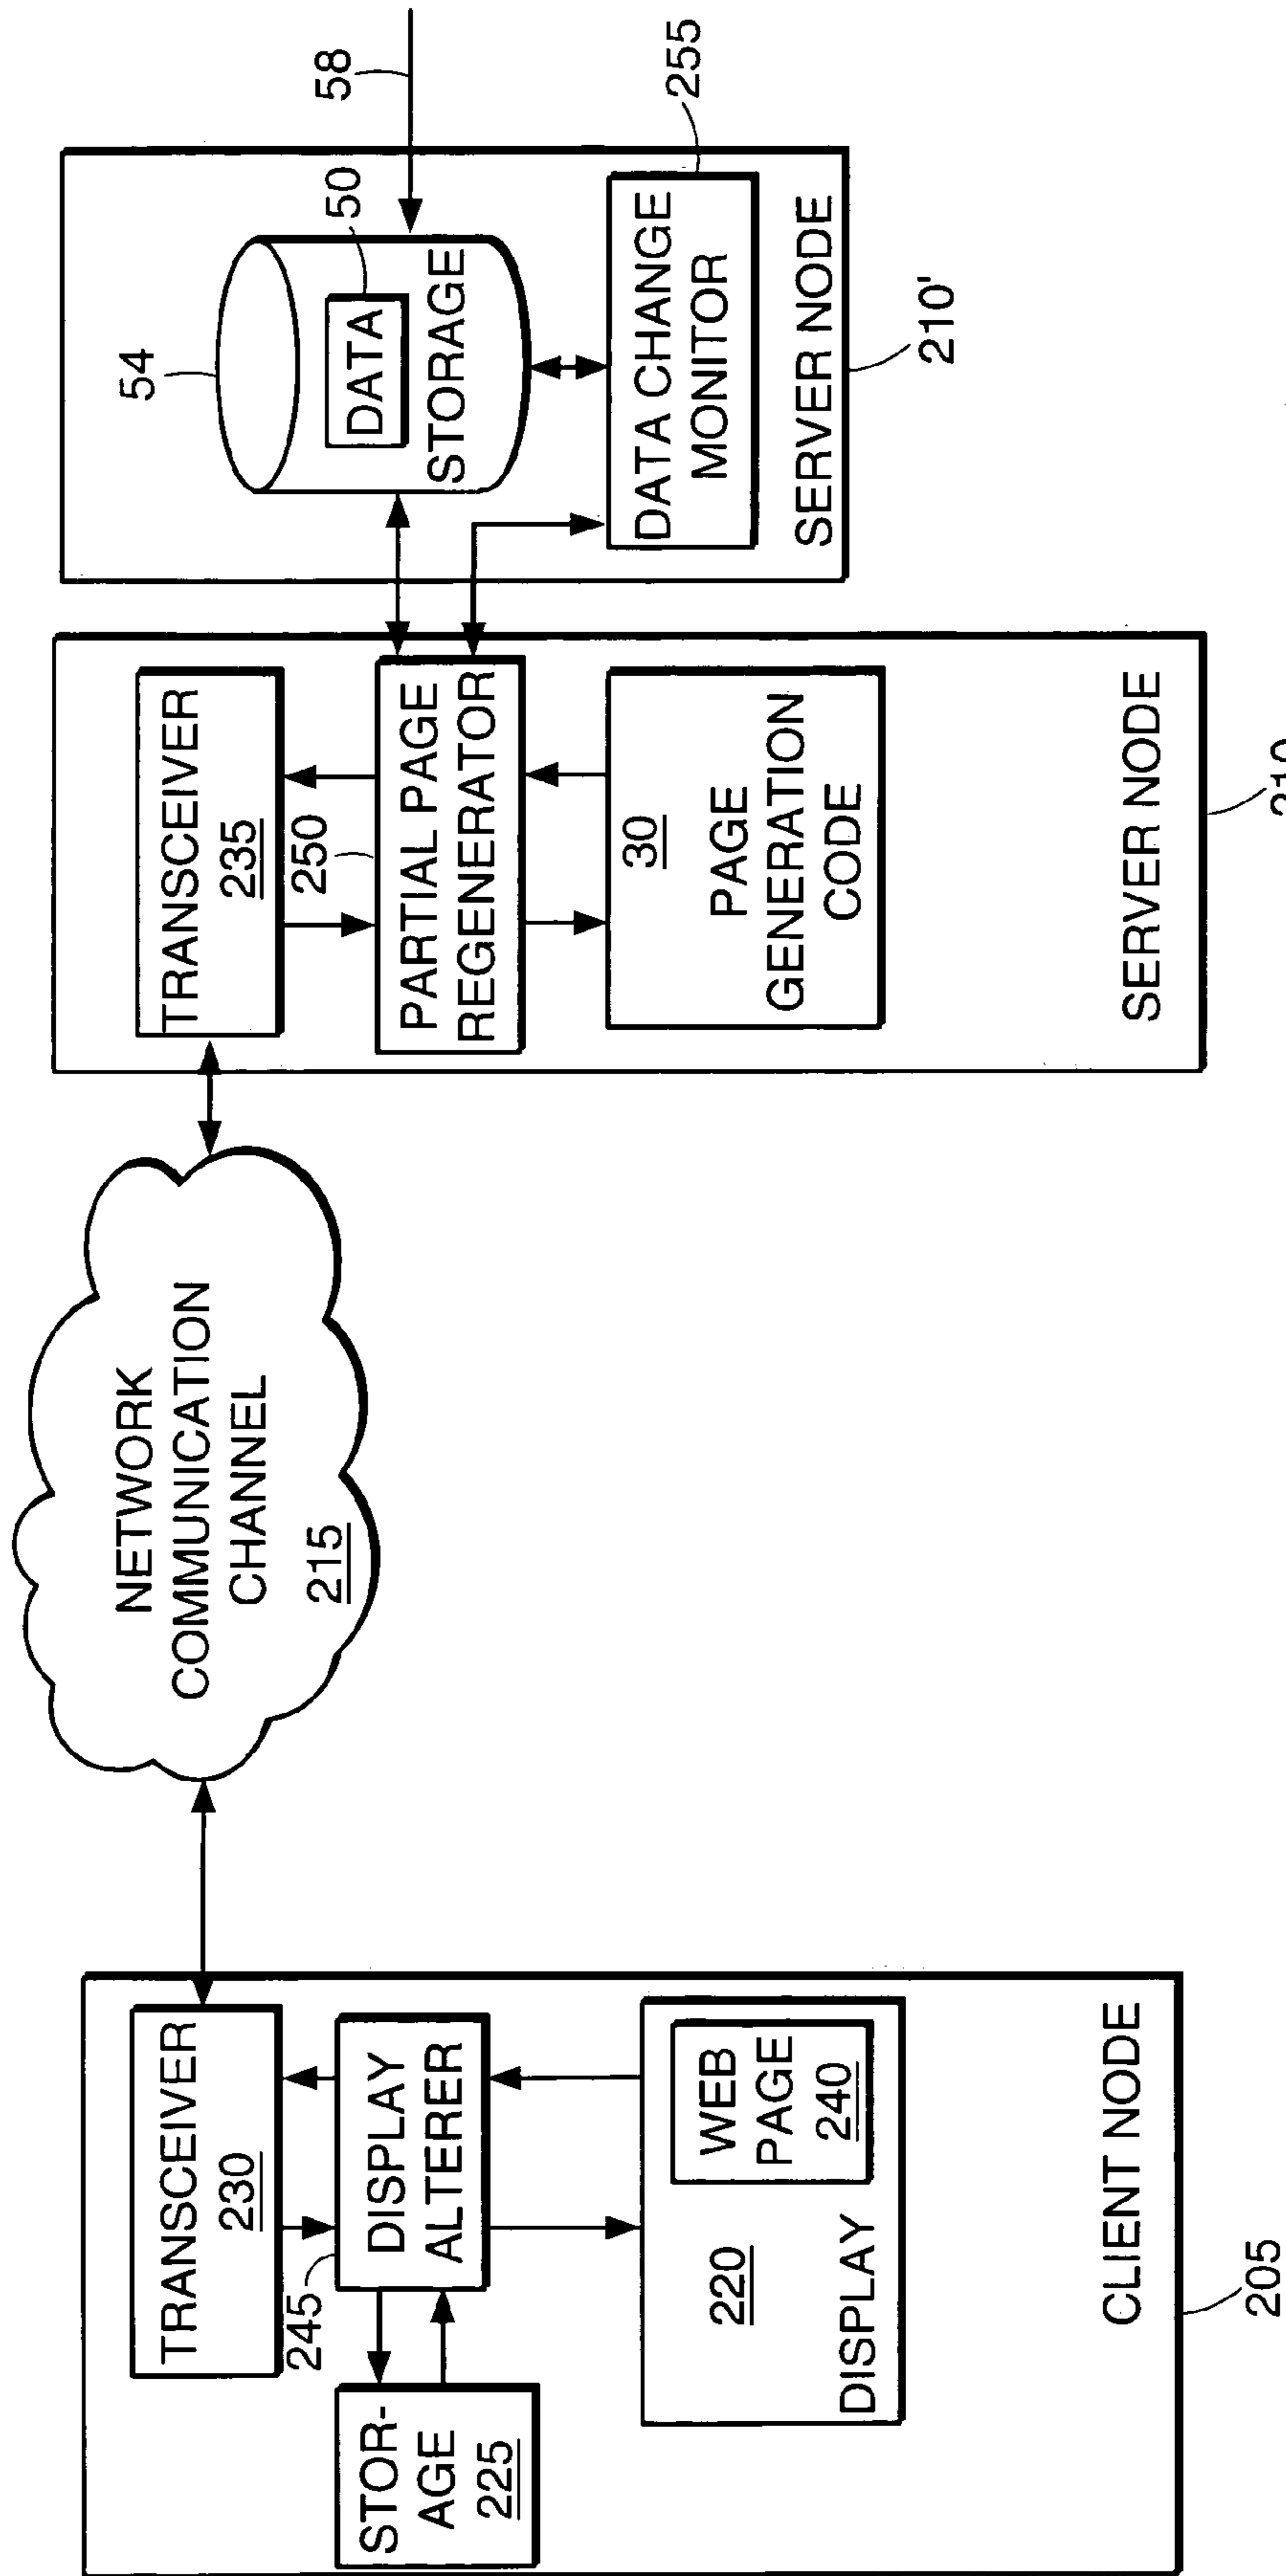 TRANSCEIVER
230
245
DISPLAY
ALTERER
STOR-
AGE
225
220
DISPLAY
WEB
PAGE
240
CLIENT NODE
205
NETWORK
COMMUNICATION
CHANNEL
215
TRANSCEIVER
235
250
PARTIAL PAGE
REGENERATOR
30
PAGE
GENERATION
CODE
SERVER NODE
210
54
50
58
DATA
STORAGE
255
DATA CHANGE
MONITOR
SERVER NODE
210'